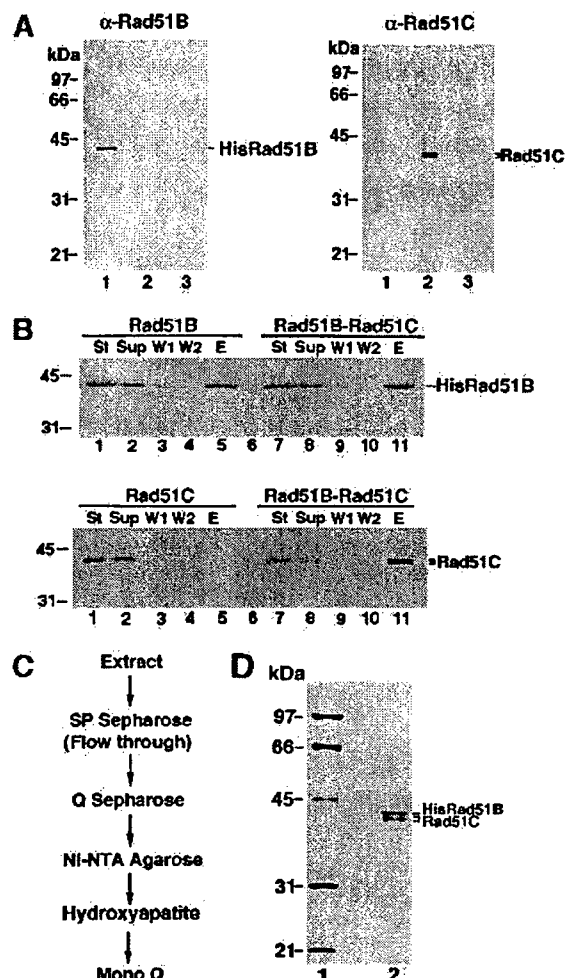 A
α-Rad51B
kDa
97-
66-
45-
31-
21-
HisRad51B
1 2 3
α-Rad51C
kDa
97-
66-
45-
31-
21-
Rad51C
1 2 3
B
Rad51B Rad51B-Rad51C
St Sup W1 W2 E St Sup W1 W2 E
45-
31-
HisRad51B
1 2 3 4 5 6 7 8 9 10 11
Rad51C Rad51B-Rad51C
St Sup W1 W2 E St Sup W1 W2 E
45-
31-
Rad51C
1 2 3 4 5 6 7 8 9 10 11
C
Extract
SP Sepharose
(Flow through)
Q Sepharose
Ni-NTA Agarose
Hydroxyapatite
Mono Q
D
kDa
97-
66-
45-
31-
21-
HisRad51B
Rad51C
1 2